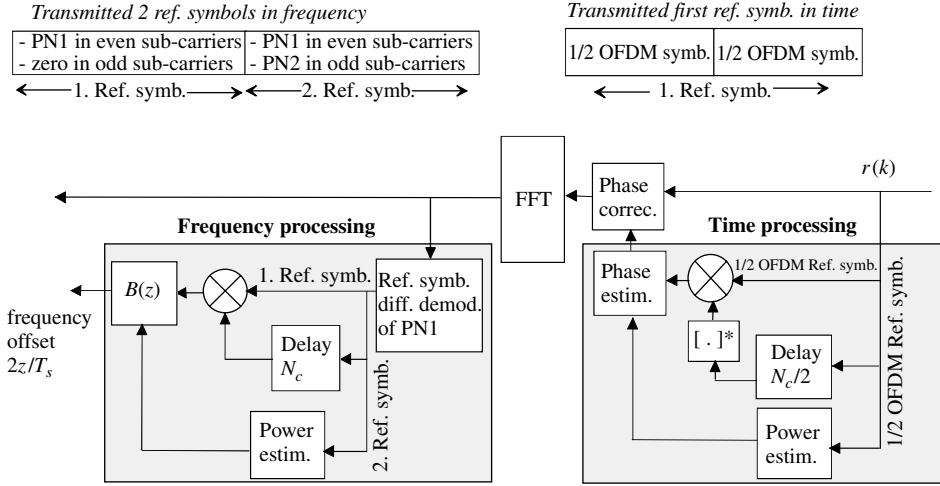 Transmitted 2 ref. symbols in frequency
Transmitted first ref. symb. in time
- PN1 in even sub-carriers
- zero in odd sub-carriers
- PN1 in even sub-carriers
- PN2 in odd sub-carriers
1/2 OFDM symb.
1/2 OFDM symb.
1. Ref. symb.
2. Ref. symb.
1. Ref. symb.
r(k)
FFT
Phase
correc.
Frequency processing
Time processing
B(z)
1. Ref. symb.
Ref. symb.
diff. demod.
of PN1
Phase
estim.
1/2 OFDM Ref. symb.
frequency
offset
2z/Tₛ
Delay
N_c
2. Ref. symb.
[ . ]*
Delay
N_c/2
1/2 OFDM Ref. symb.
Power
estim.
Power
estim.